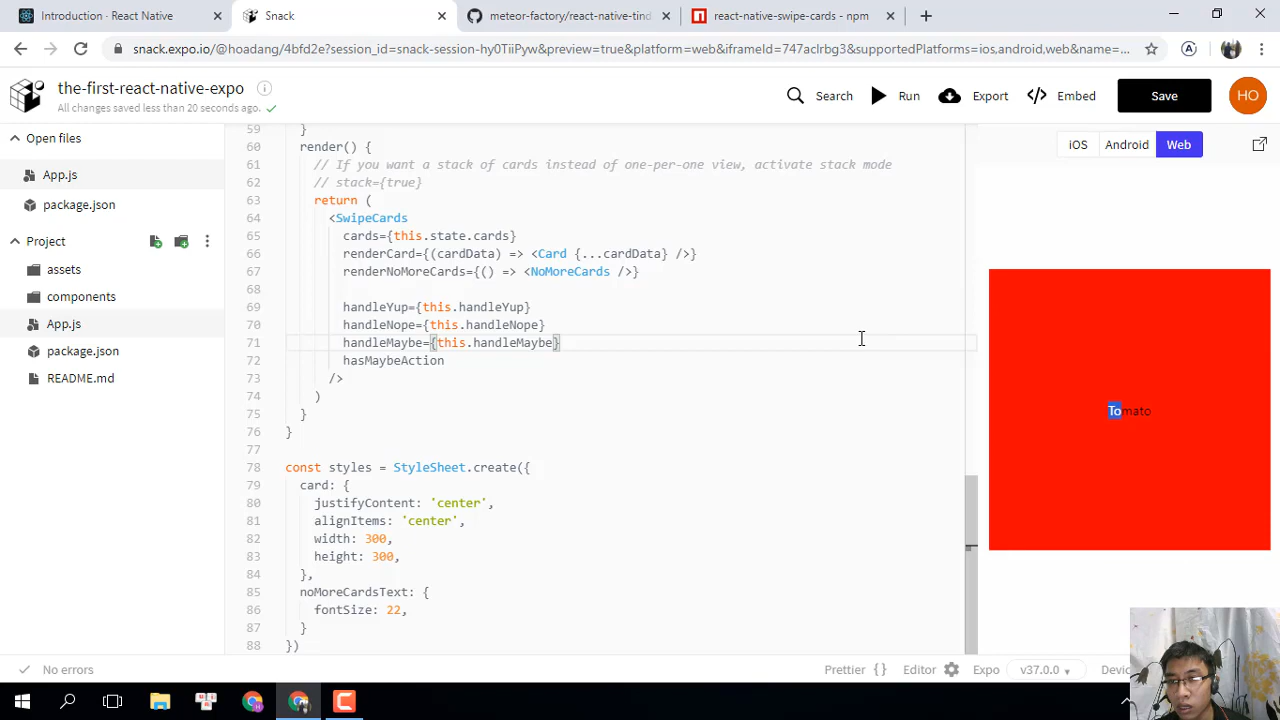 Introduction · React Native
Snack
meteor-factory/react-native-tind
react-native-swipe-cards - npm
snack.expo.io/@hoadang/4bfd2e?session_id=snack-session-hy0TiiPyw&preview=true&platform=web&iframeId=747aclrbg3&supportedPlatforms=ios,android,web&name=...
the-first-react-native-expo
All changes saved less than 20 seconds ago.
Search
Run
Export
Embed
Save
HO
Open files
App.js
package.json
Project
assets
components
App.js
package.json
README.md
59 }
60 render() {
61 // If you want a stack of cards instead of one-per-one view, activate stack mode
62 // stack={true}
63 return (
64 <SwipeCards
65 cards={this.state.cards}
66 renderCard={(cardData) => <Card {...cardData} />}
67 renderNoMoreCards={() => <NoMoreCards />}
68
69 handleYup={this.handleYup}
70 handleNope={this.handleNope}
71 handleMaybe={this.handleMaybe}
72 hasMaybeAction
73 />
74 )
75 }
76 }
77
78 const styles = StyleSheet.create({
79 card: {
80 justifyContent: 'center',
81 alignItems: 'center',
82 width: 300,
83 height: 300,
84 },
85 noMoreCardsText: {
86 fontSize: 22,
87 }
88 })
iOS
Android
Web
Tomato
No errors
Prettier {}
Editor
Expo
v37.0.0
Devic